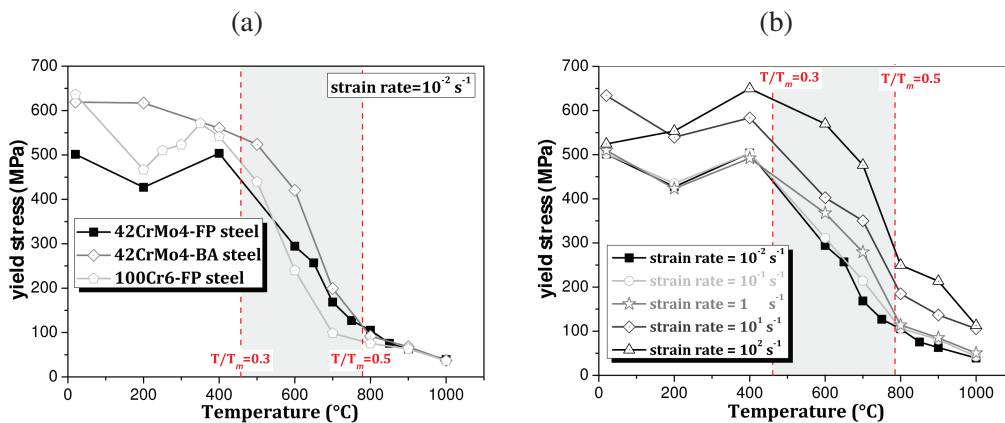 (a)
700
600
500
400
300
200
100
0
yield stress (MPa)
T/Tm=0.3
strain rate=10-2 s-1
42CrMo4-FP steel
42CrMo4-BA steel
100Cr6-FP steel
T/Tm=0.3
T/Tm=0.5
0 200 400 600 800 1000
Temperature (°C)
(b)
700
600
500
400
300
200
100
0
yield stress (MPa)
T/Tm=0.3
T/Tm=0.5
strain rate = 10-2 s-1
strain rate = 10-1 s-1
strain rate = 1 s-1
strain rate = 101 s-1
strain rate = 102 s-1
0 200 400 600 800 1000
Temperature (°C)